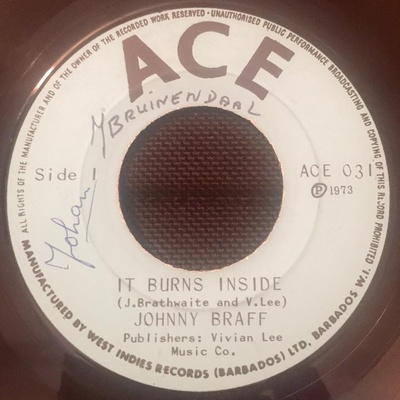 ALL RIGHTS OF THE MANUFACTURER AND OF THE OWNER OF THE RECORDED WORK RESERVED - UNAUTHORISED PUBLIC PERFORMANCE BROADCASTING AND COPYING OF THIS RECORD PROHIBITED
ACE
BRUINENDAAL
Johan
Side 1
ACE 031
Ⓟ 1973
IT BURNS INSIDE
(J.Brathwaite and V.Lee)
JOHNNY BRAFF
Publishers: Vivian Lee
Music Co.
MANUFACTURED BY WEST INDIES RECORDS (BARBADOS) LTD, BARBADOS W.I.